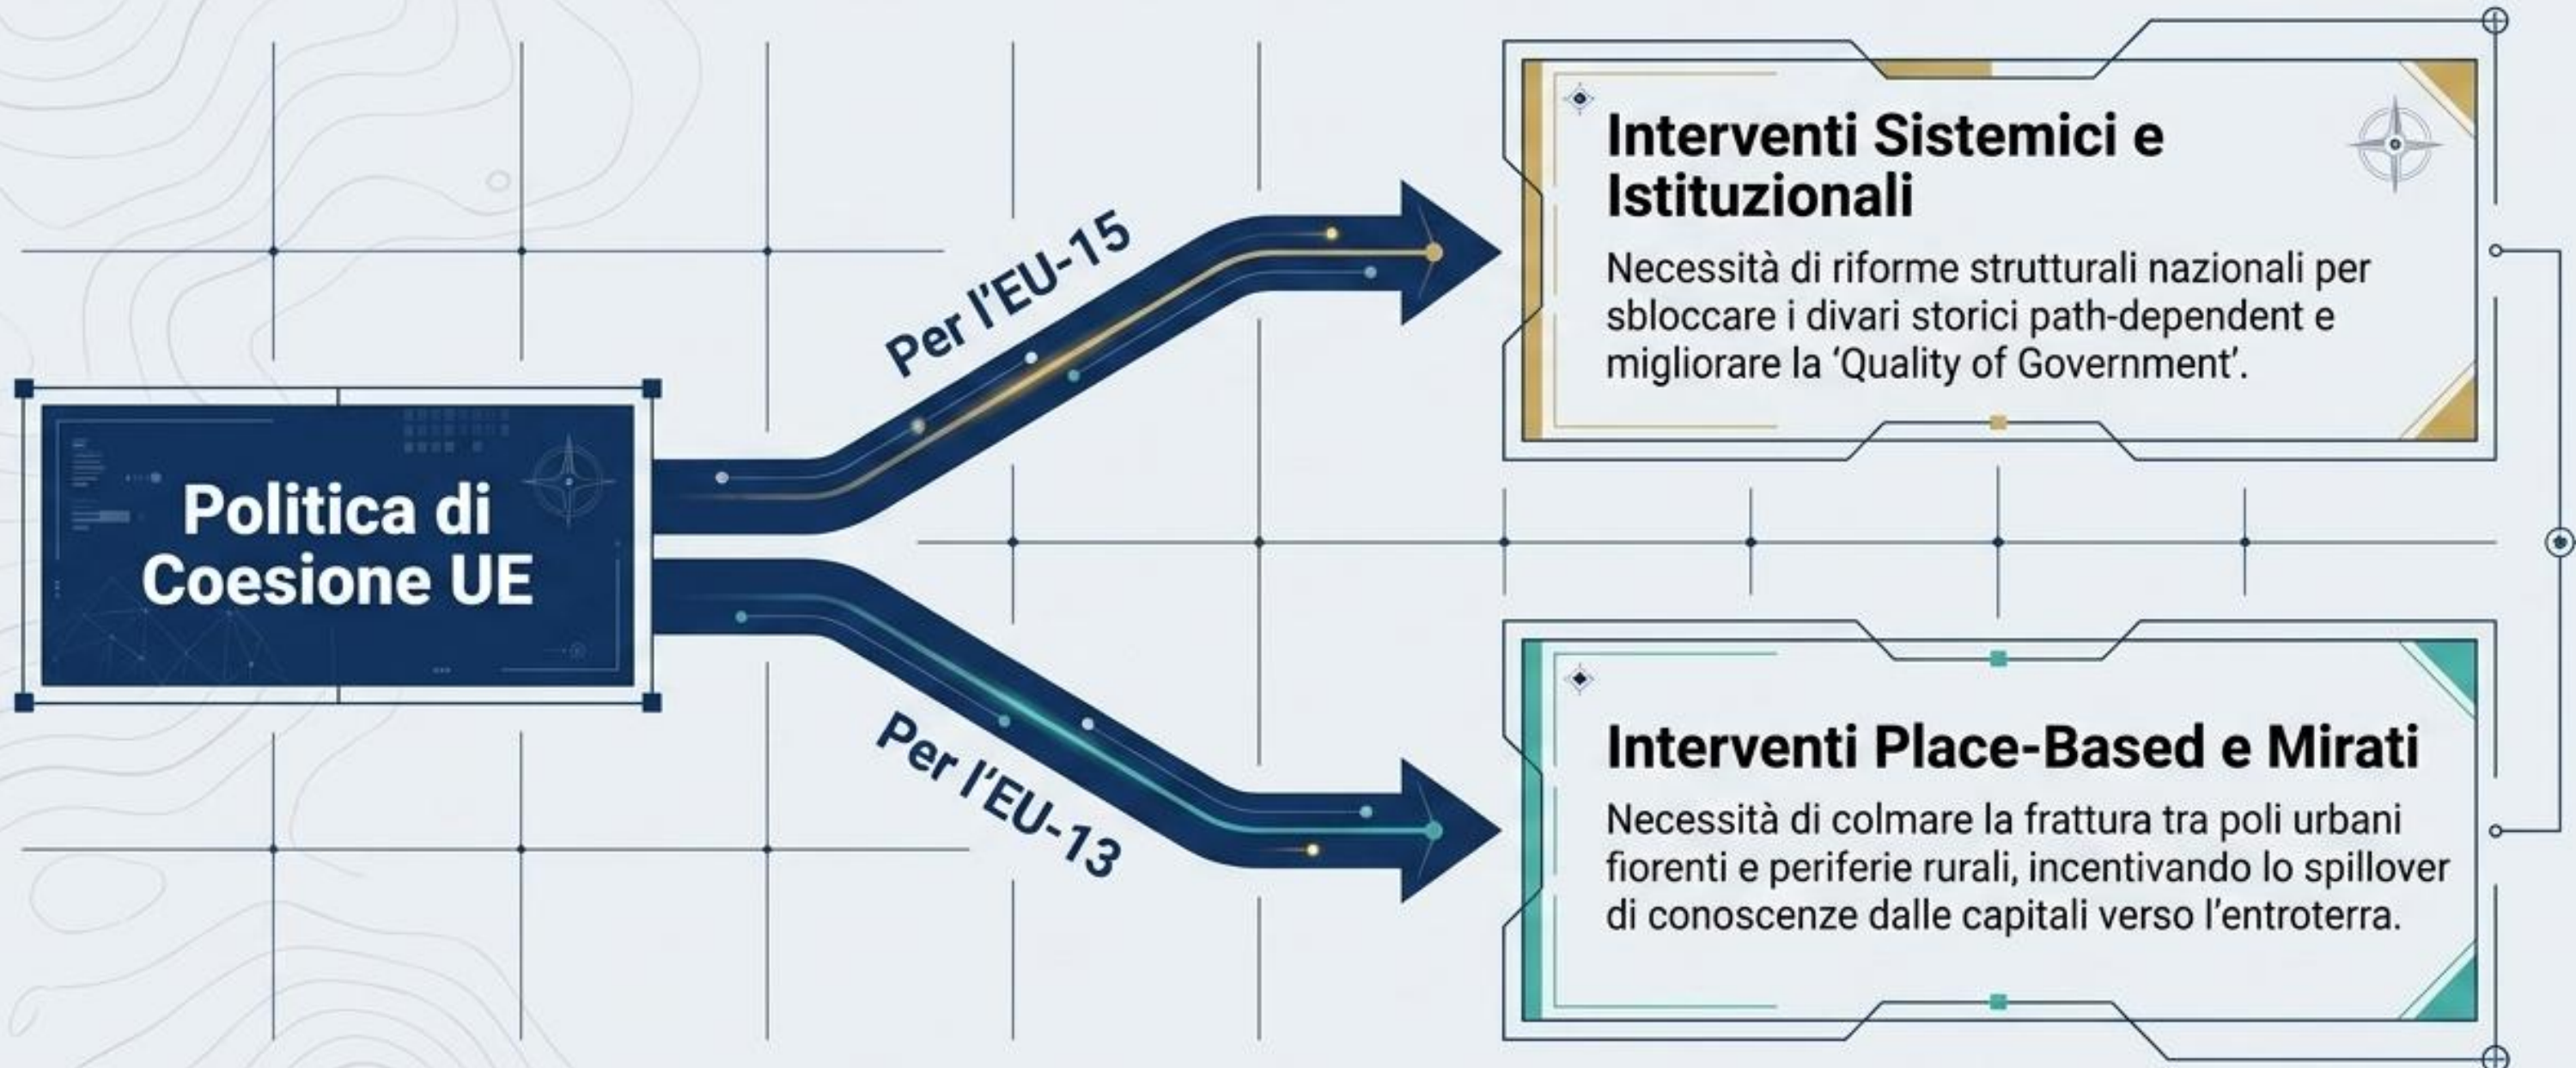 Politica di
Coesione UE
Per l'EU-15
Interventi Sistemici e
Istituzionali
Necessità di riforme strutturali nazionali per
sbloccare i divari storici path-dependent e
migliorare la ‘Quality of Government’.
Per l'EU-13
Interventi Place-Based e Mirati
Necessità di colmare la frattura tra poli urbani
fiorenti e periferie rurali, incentivando lo spillover
di conoscenze dalle capitali verso l'entroterra.